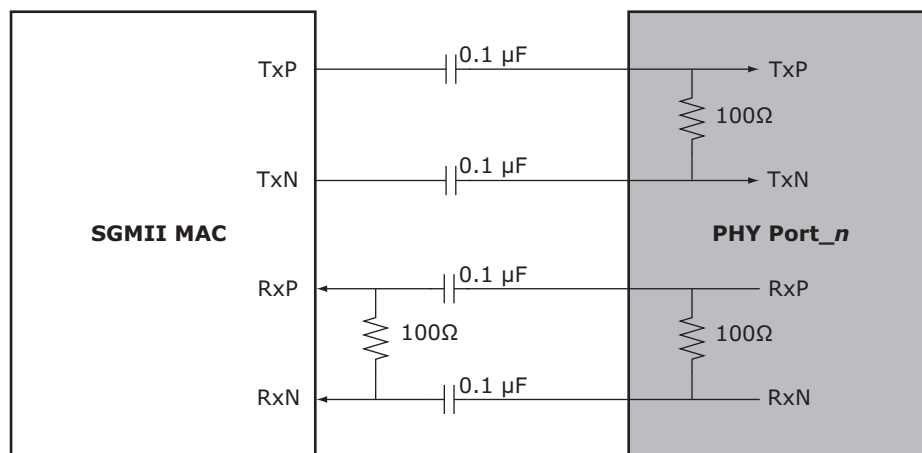 0.1 µF
TxP
TxP
100Ω
0.1 µF
TxN
TxN
SGMII MAC
PHY Port_n
0.1 µF
RxP
RxP
100Ω
100Ω
0.1 µF
RxN
RxN